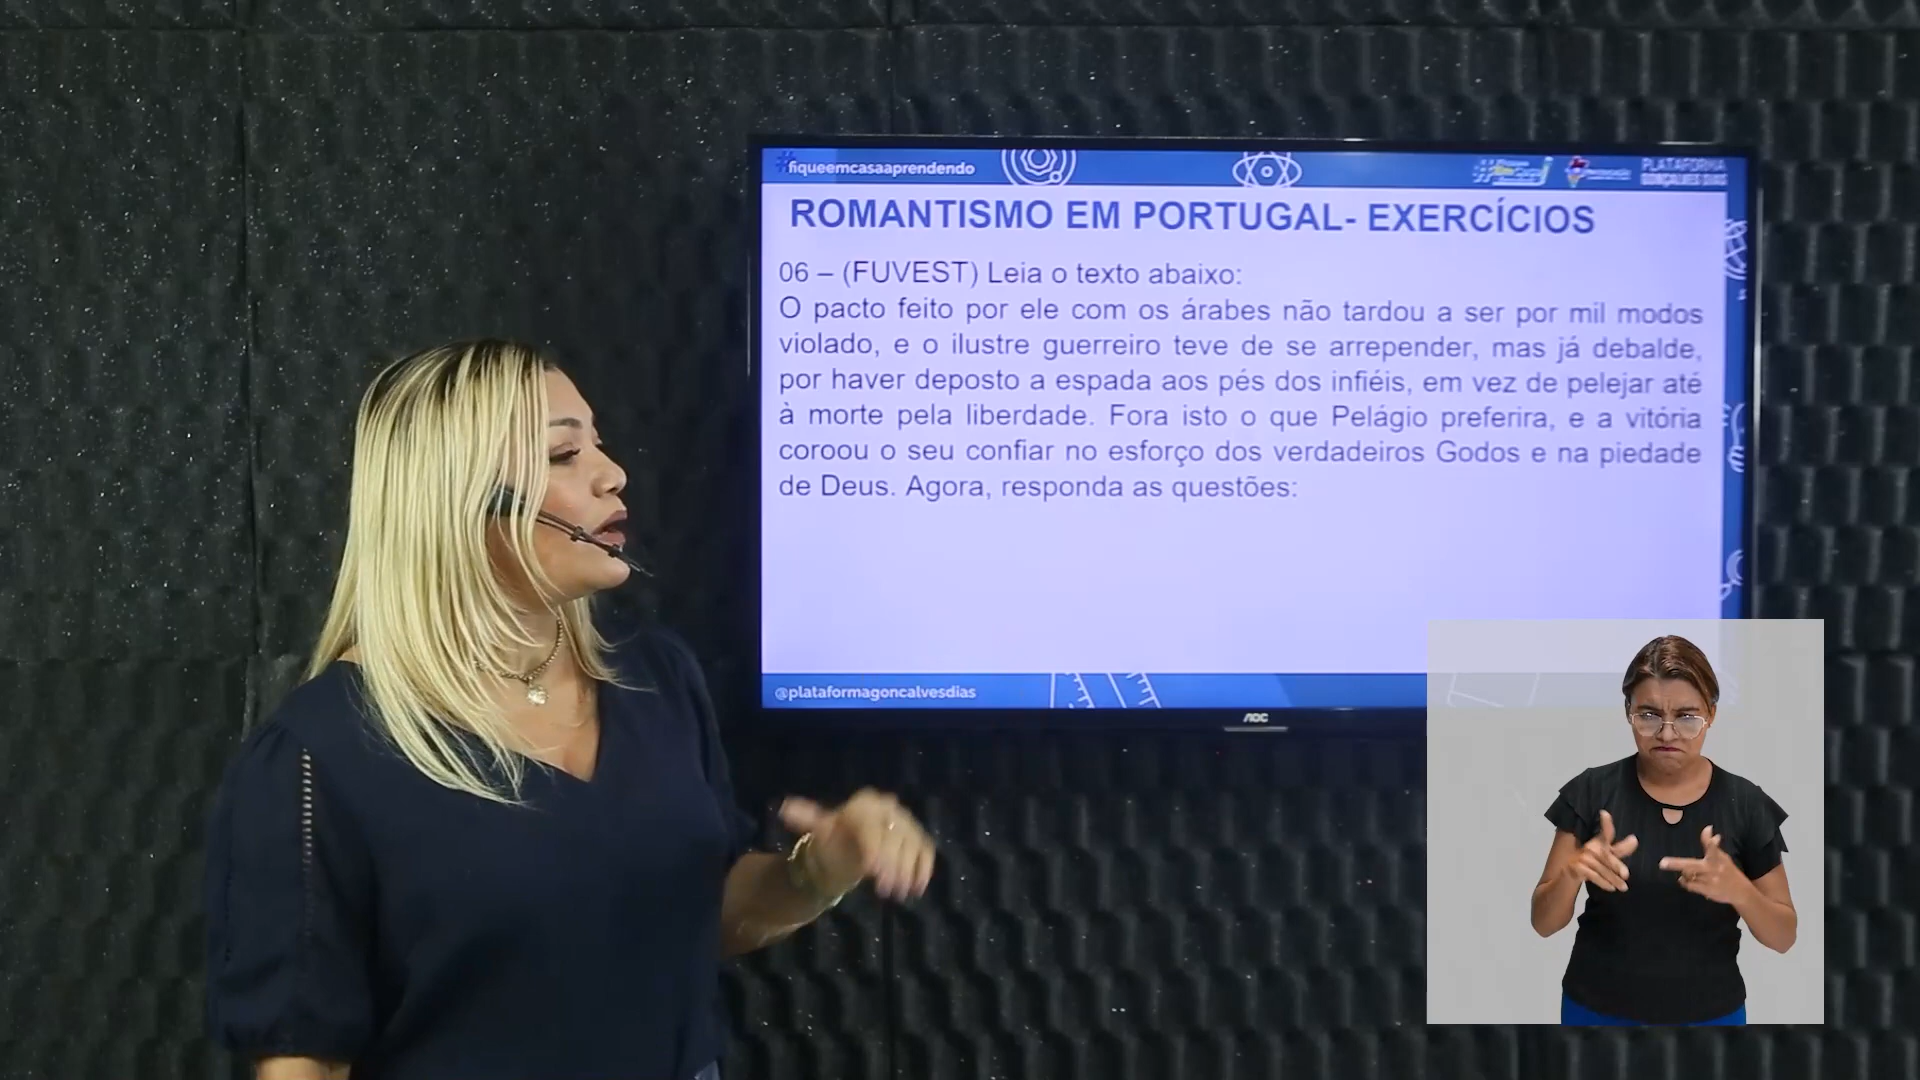 #fiqueemcasaaprendendo
PLATAFORMA
GONÇALVES DIAS
ROMANTISMO EM PORTUGAL- EXERCÍCIOS
06 – (FUVEST) Leia o texto abaixo:
O pacto feito por ele com os árabes não tardou a ser por mil modos
violado, e o ilustre guerreiro teve de se arrepender, mas já debalde,
por haver deposto a espada aos pés dos infiéis, em vez de pelejar até
à morte pela liberdade. Fora isto o que Pelágio preferira, e a vitória
coroou o seu confiar no esforço dos verdadeiros Godos e na piedade
de Deus. Agora, responda as questões:
@plataformagoncalvesdias
AOC